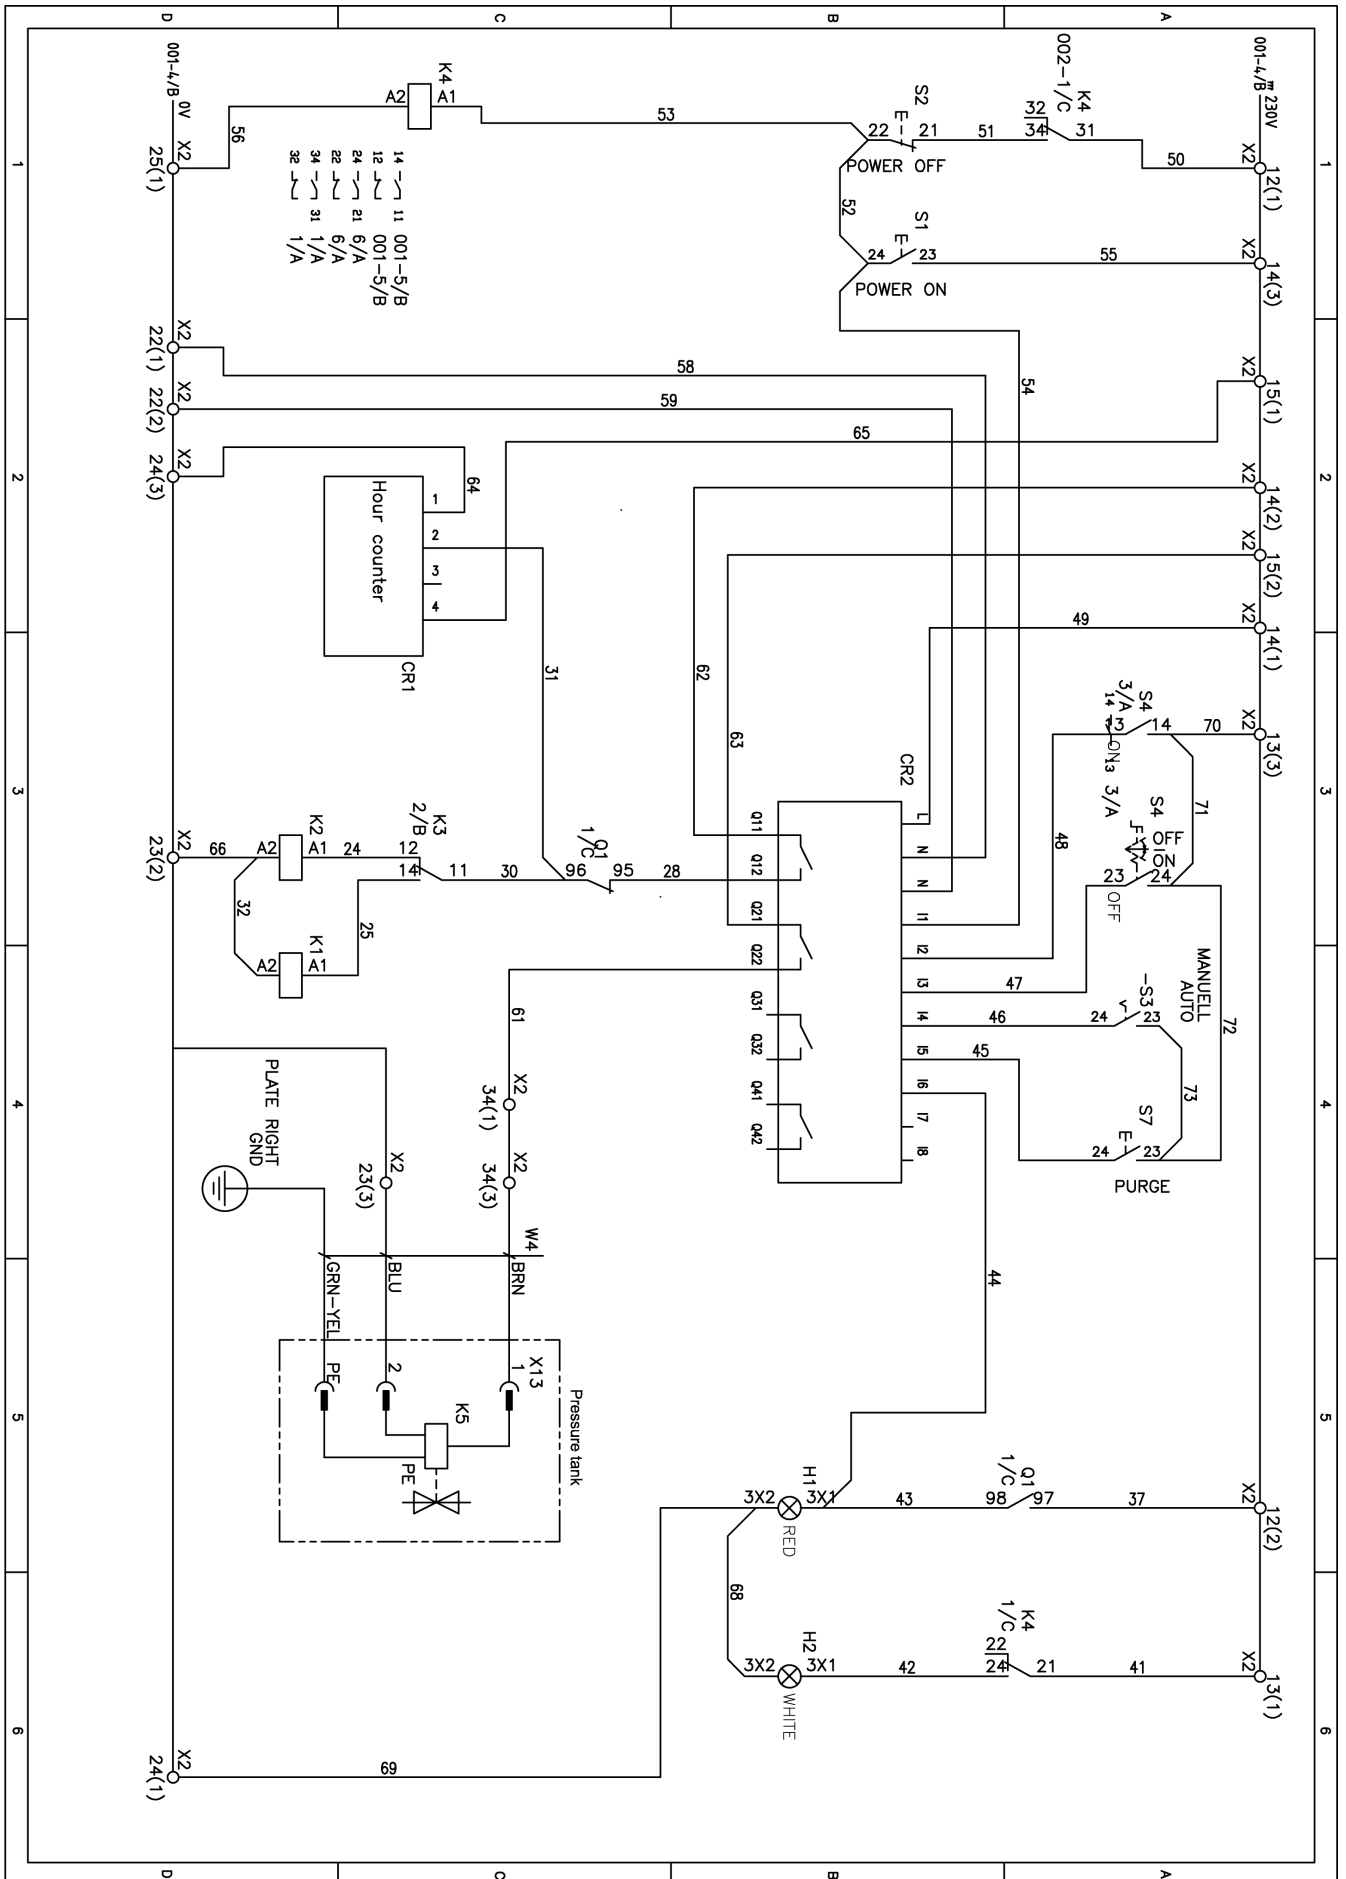 D
C
B
A
001-4/B
0V
001-4/B
230V
1
2
3
4
5
6
1
2
3
4
5
6
D
C
B
A
X2
12(1)
50
31
K4
002-1/C
32
34
51
21
22
S2
POWER OFF
53
A1
A2
K4
56
X2
25(1)
14
11
001-5/B
12
001-5/B
24
21
6/A
22
6/A
34
31
1/A
32
1/A
X2
14(3)
55
S1
23
24
POWER ON
52
54
X2
22(1)
58
X2
22(2)
59
X2
24(3)
64
X2
15(1)
65
Hour counter
1
2
3
4
CR1
31
X2
14(2)
62
X2
15(2)
63
X2
14(1)
49
X2
13(3)
70
S4
3/A
14
13
14
13
ON
48
71
S4
3/A
OFF
ON
23
24
OFF
47
MANUELL
AUTO
72
-S3
24
23
46
73
S7
24
23
PURGE
45
44
CR2
L
N
N
I1
I2
I3
I4
I5
I6
I7
I8
Q11
Q12
Q21
Q22
Q31
Q32
Q41
Q42
28
95
96
Q1
1/C
30
11
12
14
K3
2/B
24
25
K2
A1
A2
66
X2
23(2)
32
K1
A1
A2
61
X2
34(1)
X2
34(3)
X2
23(3)
PLATE RIGHT
GND
W4
BRN
BLU
GRN-YEL
X13
1
2
PE
K5
PE
Pressure tank
X2
12(2)
37
97
98
Q1
1/C
43
H1
3X1
3X2
RED
68
X2
13(1)
41
21
22
24
K4
1/C
42
H2
3X1
3X2
WHITE
69
X2
24(1)
D
C
B
A